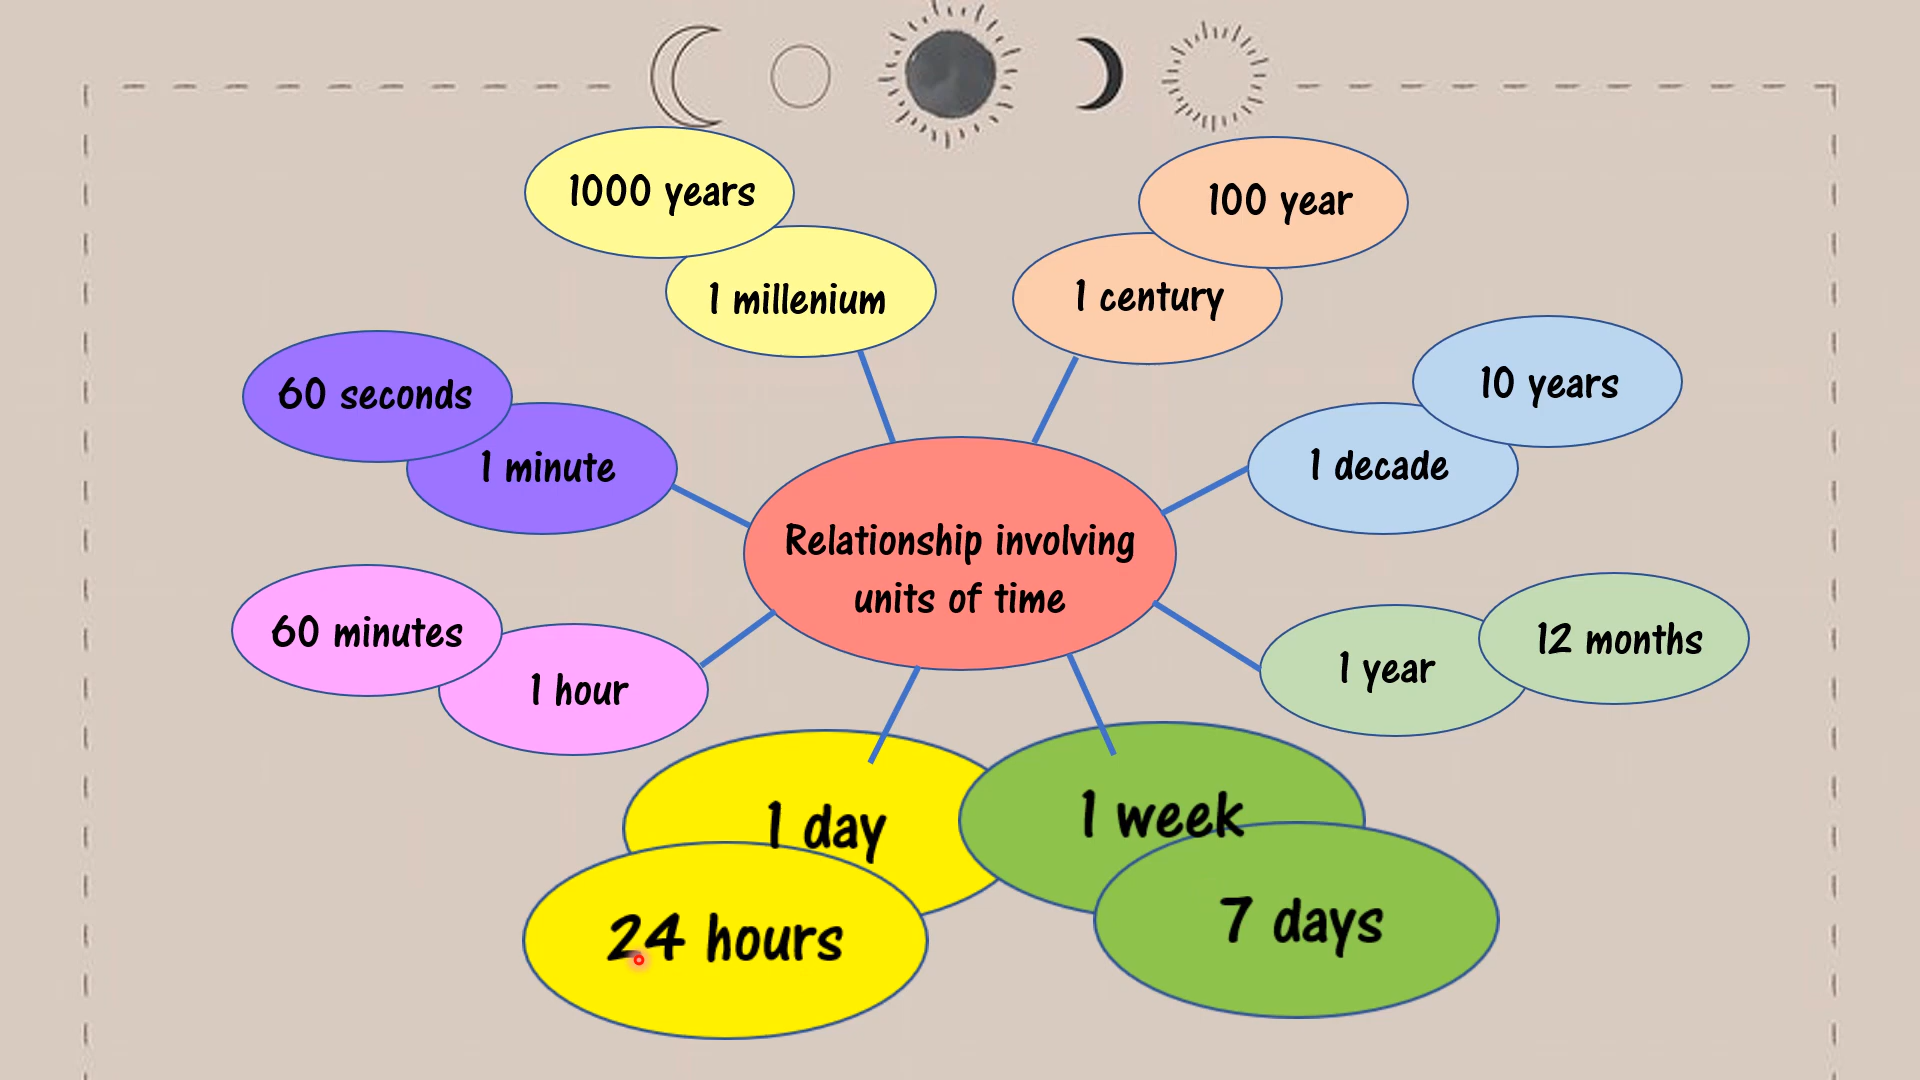 1000 years
1 millenium
100 year
1 century
60 seconds
1 minute
10 years
1 decade
Relationship involving
units of time
60 minutes
1 hour
1 year
12 months
1 day
24 hours
1 week
7 days